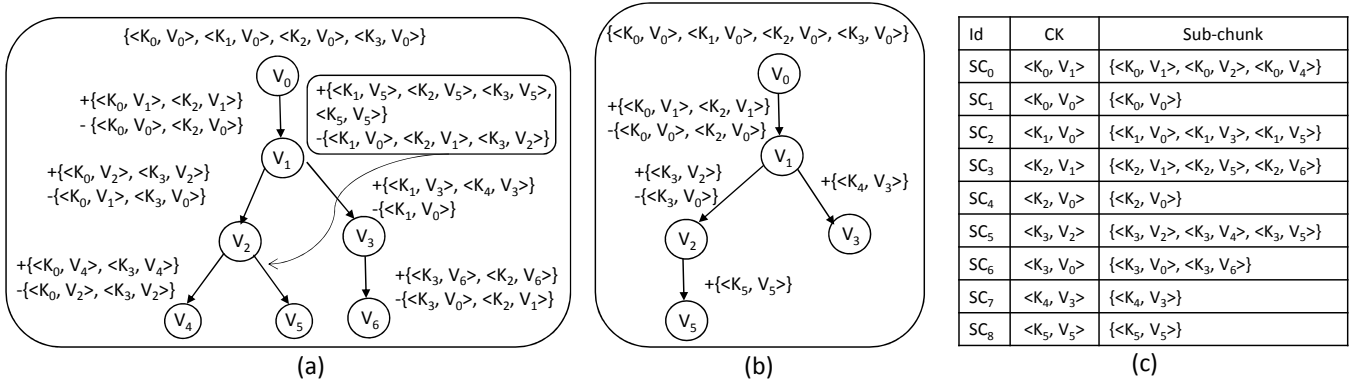 {<K₀, V₀>, <K₁, V₀>, <K₂, V₀>, <K₃, V₀>}
V₀
+{<K₀, V₁>, <K₂, V₁>}
- {<K₀, V₀>, <K₂, V₀>}
+{<K₁, V₅>, <K₂, V₅>, <K₃, V₅>,
<K₅, V₅>}
-{<K₁, V₀>, <K₂, V₁>, <K₃, V₂>}
V₁
+{<K₀, V₂>, <K₃, V₂>}
-{<K₀, V₁>, <K₃, V₀>}
+{<K₁, V₃>, <K₄, V₃>}
-{<K₁, V₀>}
V₂
V₃
+{<K₀, V₄>, <K₃, V₄>}
-{<K₀, V₂>, <K₃, V₂>}
+{<K₃, V₆>, <K₂, V₆>}
-{<K₃, V₀>, <K₂, V₁>}
V₄
V₅
V₆
(a)
{<K₀, V₀>, <K₁, V₀>, <K₂, V₀>, <K₃, V₀>}
V₀
+{<K₀, V₁>, <K₂, V₁>}
-{<K₀, V₀>, <K₂, V₀>}
V₁
+{<K₃, V₂>}
-{<K₃, V₀>}
+{<K₄, V₃>}
V₂
V₃
+{<K₅, V₅>}
V₅
(b)
Id CK Sub-chunk
SC₀ <K₀, V₁> {<K₀, V₁>, <K₀, V₂>, <K₀, V₄>}
SC₁ <K₀, V₀> {<K₀, V₀>}
SC₂ <K₁, V₀> {<K₁, V₀>, <K₁, V₃>, <K₁, V₅>}
SC₃ <K₂, V₁> {<K₂, V₁>, <K₂, V₅>, <K₂, V₆>}
SC₄ <K₂, V₀> {<K₂, V₀>}
SC₅ <K₃, V₂> {<K₃, V₂>, <K₃, V₄>, <K₃, V₅>}
SC₆ <K₃, V₀> {<K₃, V₀>, <K₃, V₆>}
SC₇ <K₄, V₃> {<K₄, V₃>}
SC₈ <K₅, V₅> {<K₅, V₅>}
(c)